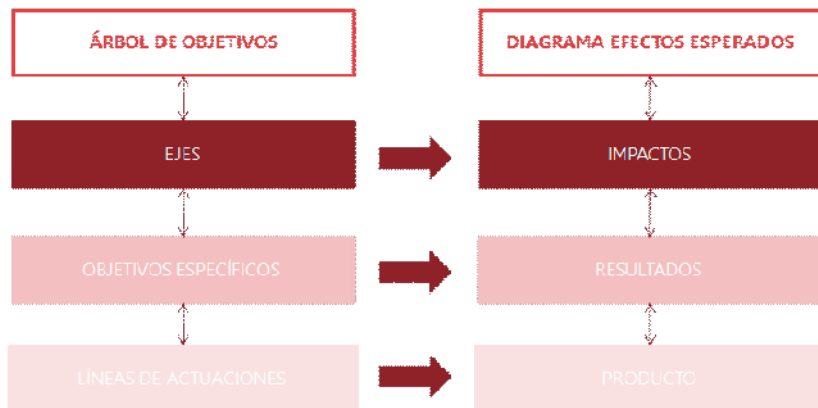 ÁRBOL DE OBJETIVOS
DIAGRAMA EFECTOS ESPERADOS
EJES
IMPACTOS
OBJETIVOS ESPECÍFICOS
RESULTADOS
LÍNEAS DE ACTUACIONES
PRODUCTO